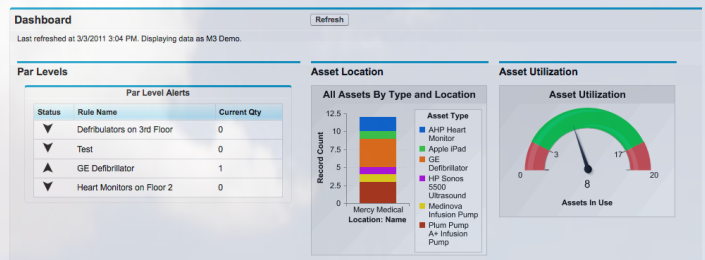 Dashboard
Refresh
Last refreshed at 3/3/2011 3:04 PM. Displaying data as M3 Demo.
Par Levels
Par Level Alerts
Status Rule Name Current Qty
Defribulators on 3rd Floor 0
Test 0
GE Defibrillator 1
Heart Monitors on Floor 2 0
Asset Location
All Assets By Type and Location
Record Count
12.5
10
7.5
5
2.5
0
Mercy Medical
Location: Name
Asset Type
AHP Heart
Monitor
Apple iPad
GE
Defibrillator
HP Sonos
5500
Ultrasound
Medinova
Infusion Pump
Plum Pump
A+ Infusion
Pump
Asset Utilization
Asset Utilization
3 17
0 20
8
Assets In Use